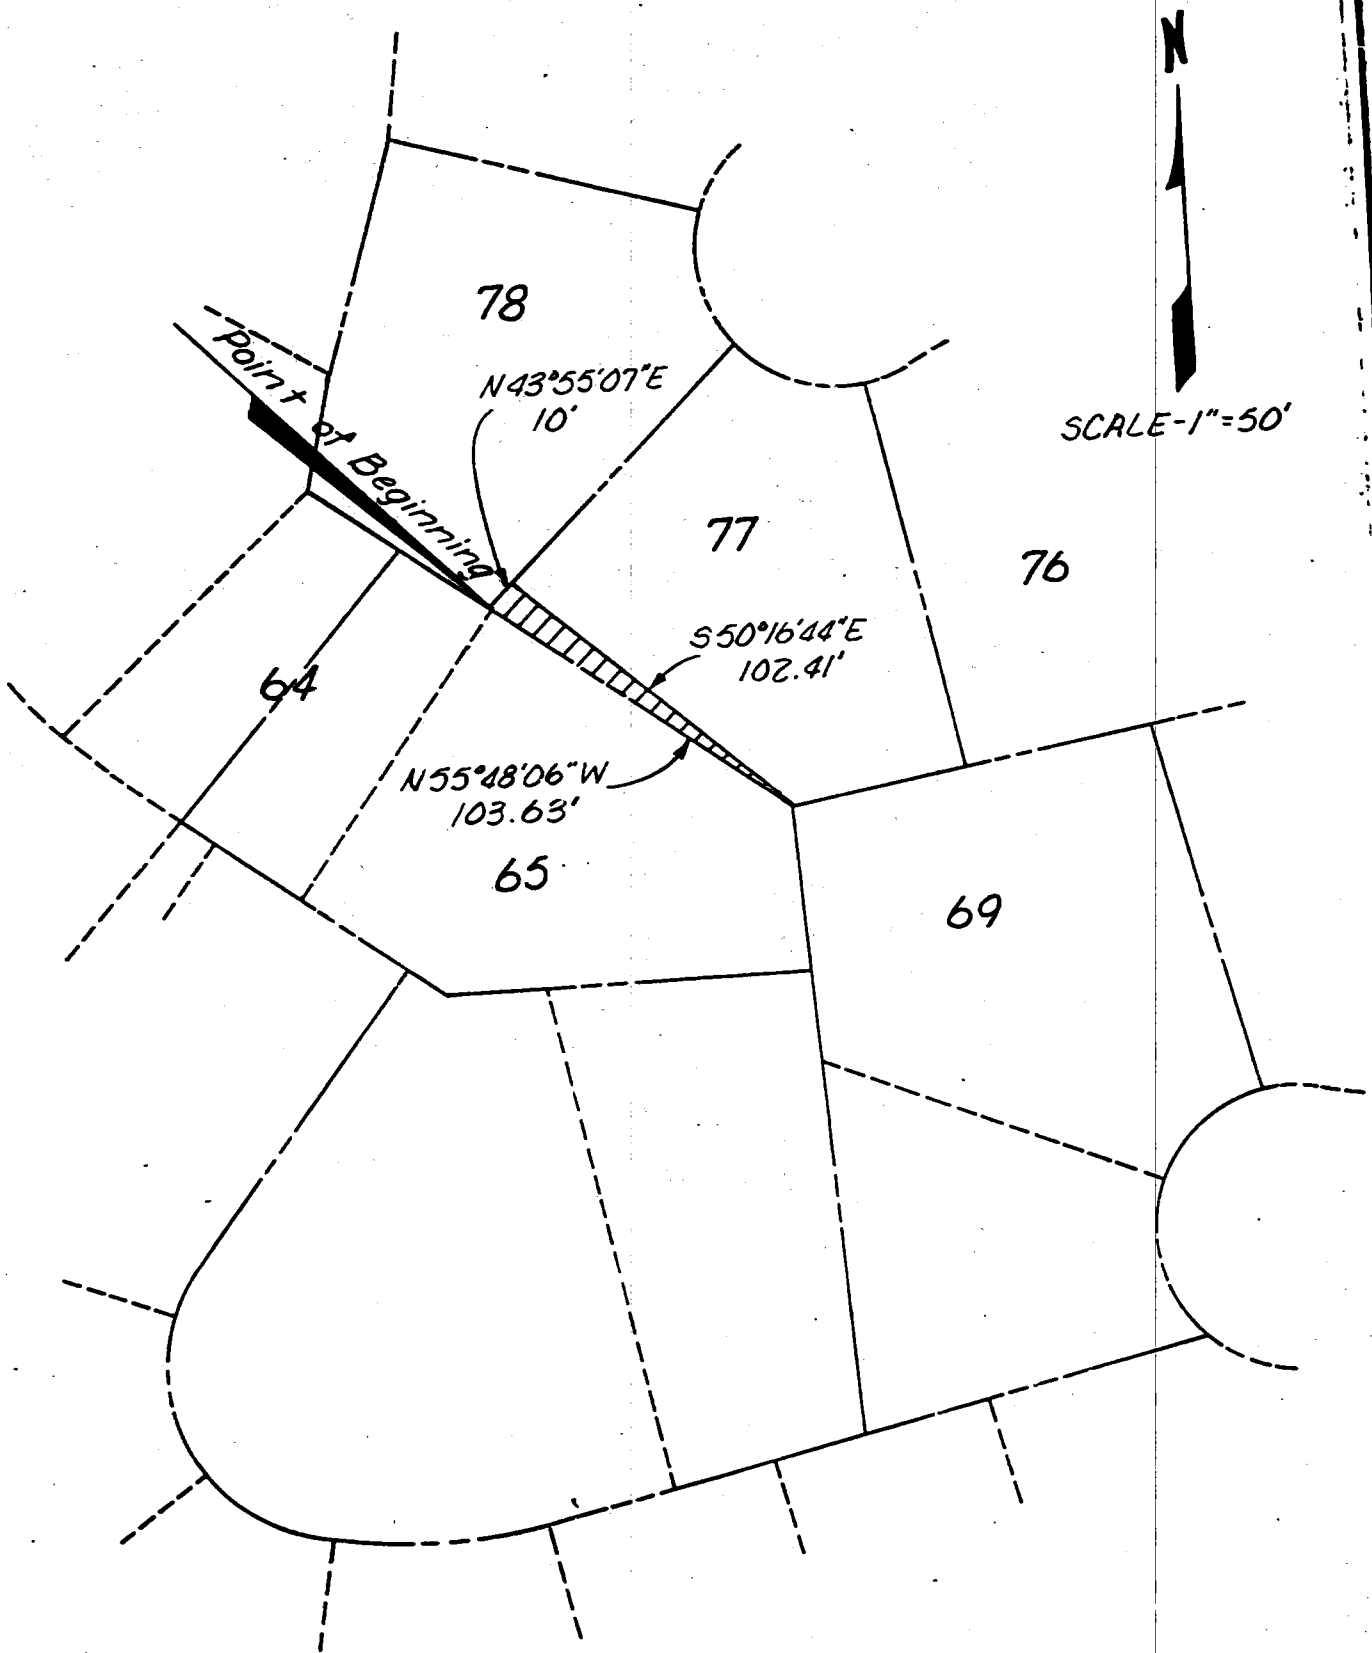 N
78
Point of Beginning
N43°55'07"E
10'
SCALE-1"=50'
77
76
S50°16'44"E
102.41'
64
N55°48'06"W
103.63'
65
69